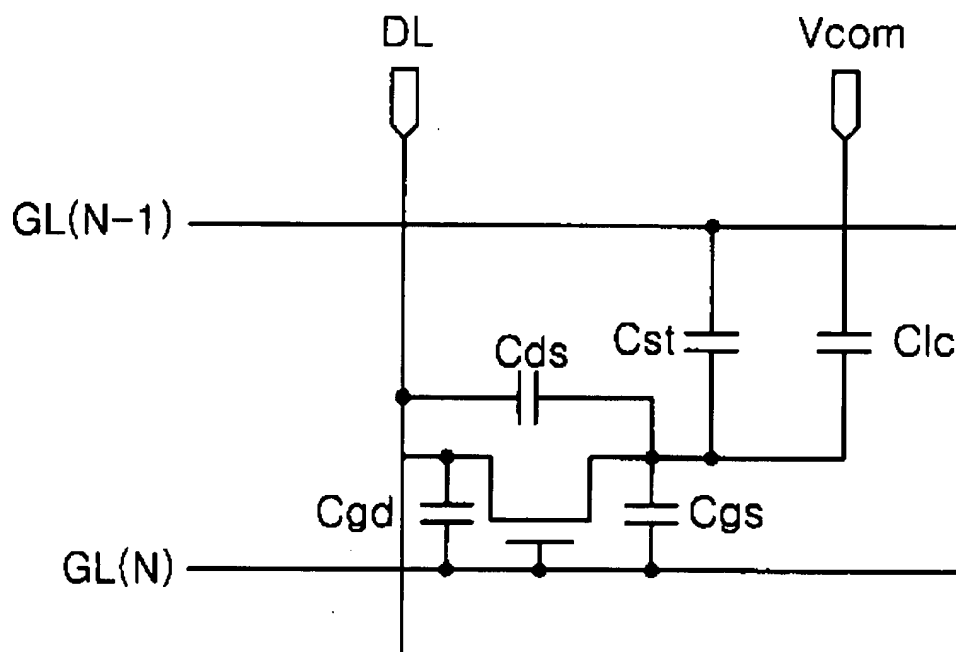 DL
Vcom
GL(N-1)
Cst
Clc
Cds
Cgd
Cgs
GL(N)